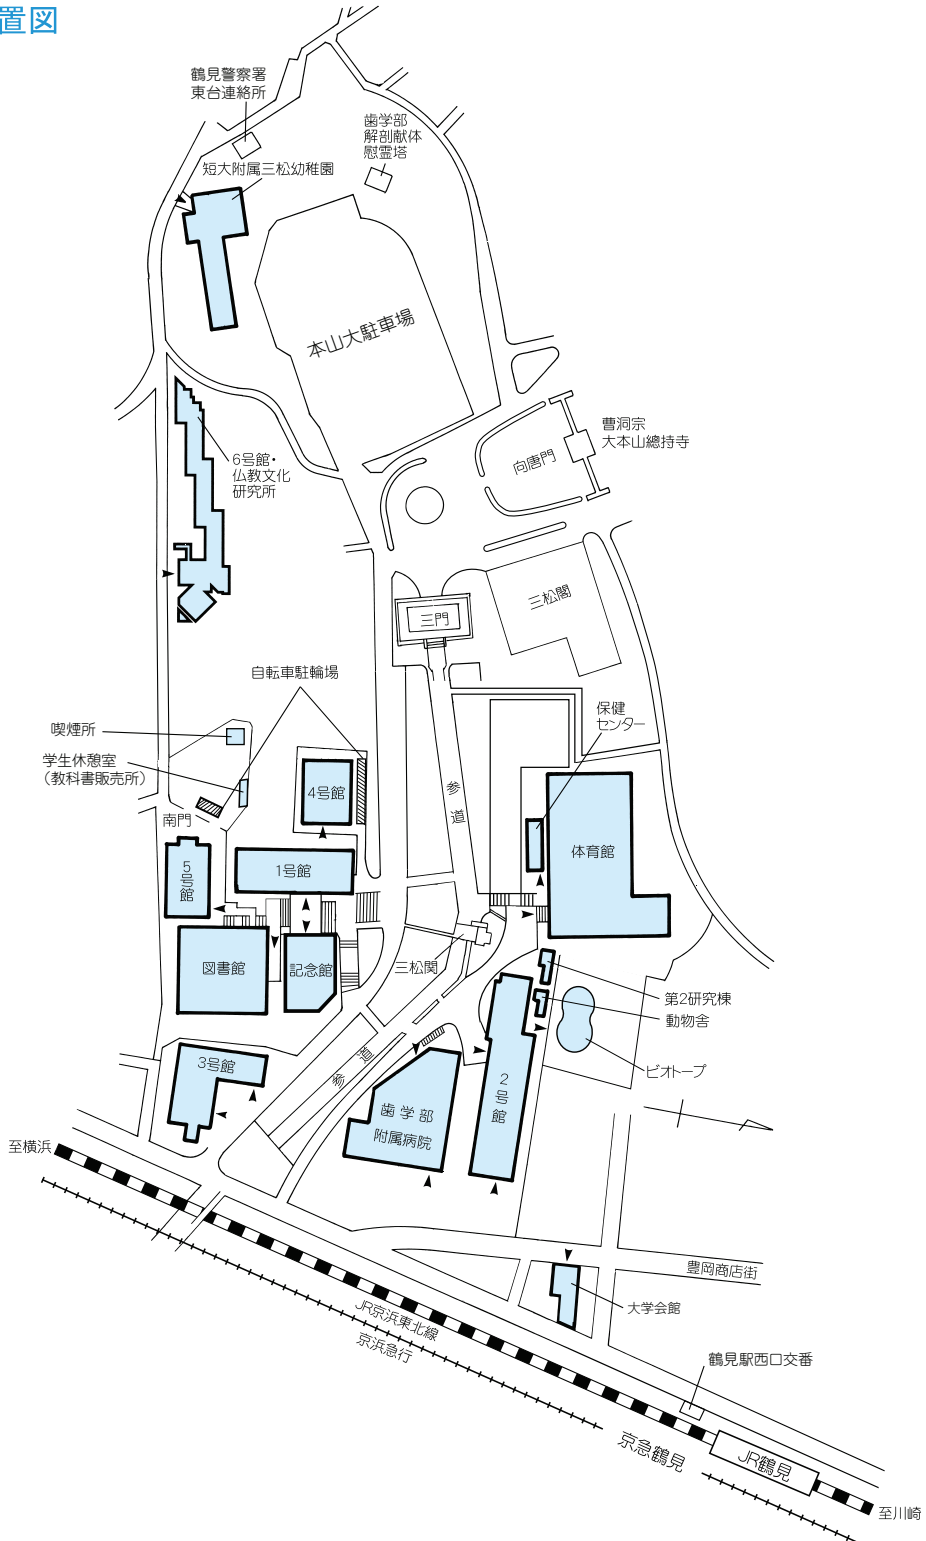 置図
鶴見警察署
東台連絡所
歯学部
解剖献体
慰霊塔
短大附属三松幼稚園
本山大駐車場
曹洞宗
大本山總持寺
向唐門
6号館・
仏教文化
研究所
三松閣
三門
自転車駐輪場
保健
センター
喫煙所
学生休憩室
（教科書販売所）
4号館
参道
南門
体育館
5号館
1号館
図書館
記念館
三松関
第2研究棟
動物舎
3号館
参道
ビオトープ
2号館
歯学部
附属病院
至横浜
豊岡商店街
大学会館
JR京浜東北線
京浜急行
鶴見駅西口交番
京急鶴見
JR鶴見
至川崎